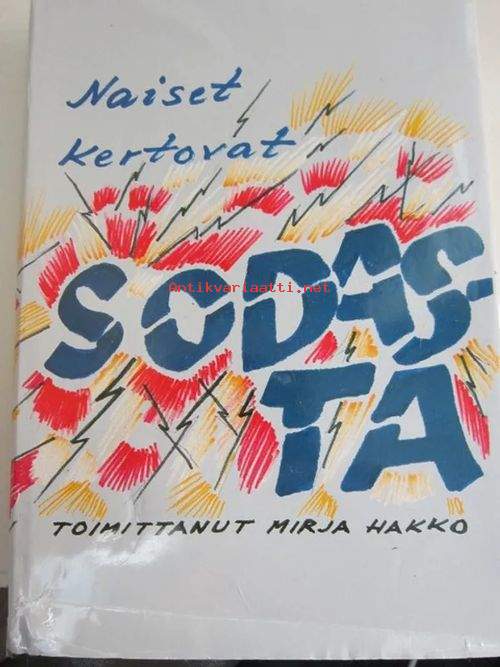 Naiset
kertovat
SODAS-
TA
Antikvariaatti.net
TOIMITTANUT MIRJA HAKKO